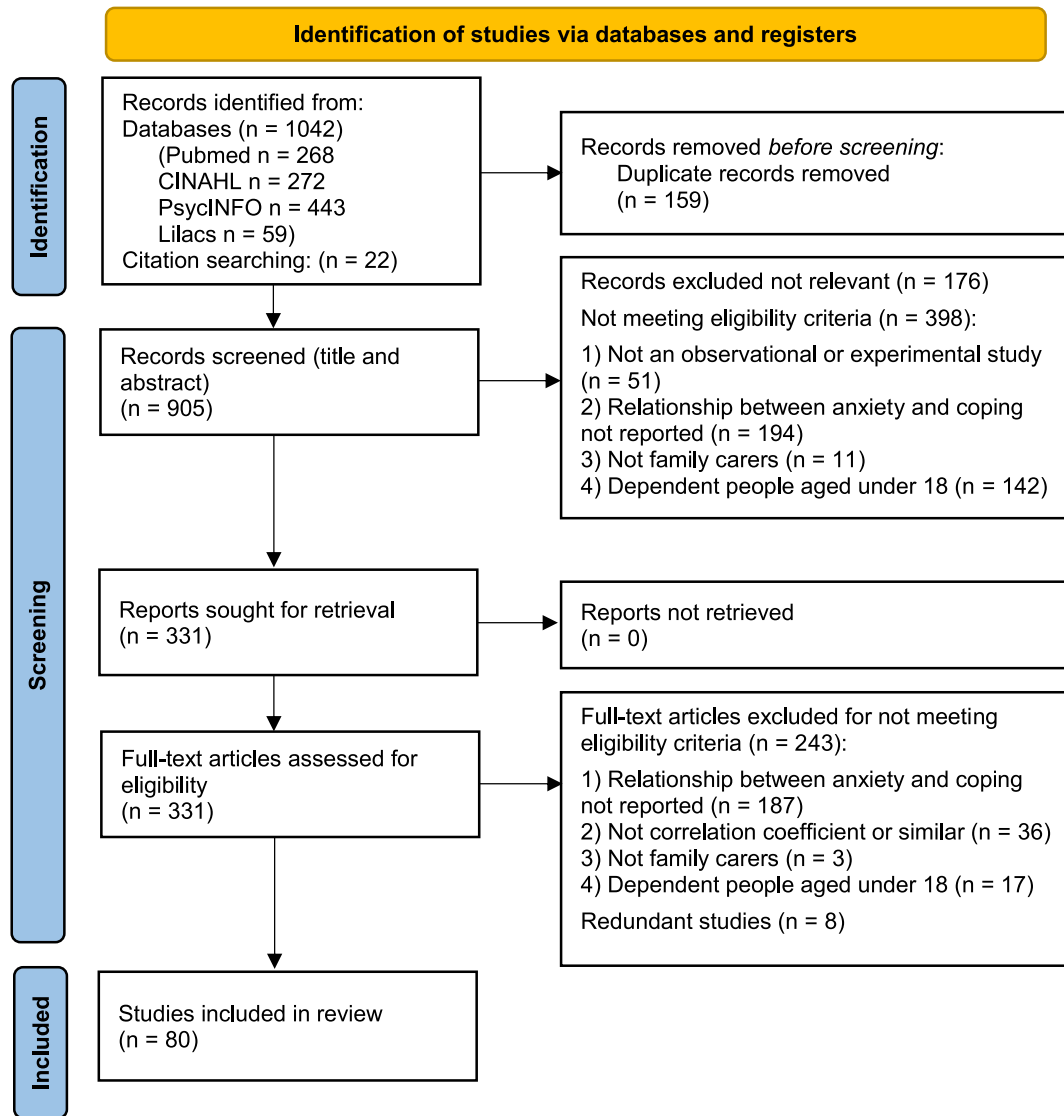 Identification of studies via databases and registers
Identification
Records identified from:
Databases (n = 1042)
(Pubmed n = 268
CINAHL n = 272
PsycINFO n = 443
Lilacs n = 59)
Citation searching: (n = 22)
Records removed before screening:
Duplicate records removed
(n = 159)
Screening
Records screened (title and
abstract)
(n = 905)
Records excluded not relevant (n = 176)
Not meeting eligibility criteria (n = 398):
1) Not an observational or experimental study
(n = 51)
2) Relationship between anxiety and coping
not reported (n = 194)
3) Not family carers (n = 11)
4) Dependent people aged under 18 (n = 142)
Reports sought for retrieval
(n = 331)
Reports not retrieved
(n = 0)
Full-text articles assessed for
eligibility
(n = 331)
Full-text articles excluded for not meeting
eligibility criteria (n = 243):
1) Relationship between anxiety and coping
not reported (n = 187)
2) Not correlation coefficient or similar (n = 36)
3) Not family carers (n = 3)
4) Dependent people aged under 18 (n = 17)
Redundant studies (n = 8)
Included
Studies included in review
(n = 80)